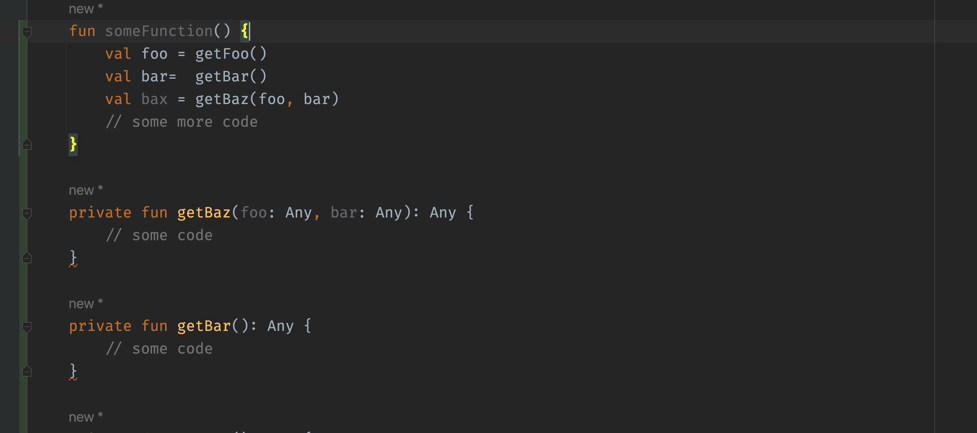 new *
fun someFunction() {
    val foo = getFoo()
    val bar=  getBar()
    val bax = getBaz(foo, bar)
    // some more code
}
new *
private fun getBaz(foo: Any, bar: Any): Any {
    // some code
}
new *
private fun getBar(): Any {
    // some code
}
new *